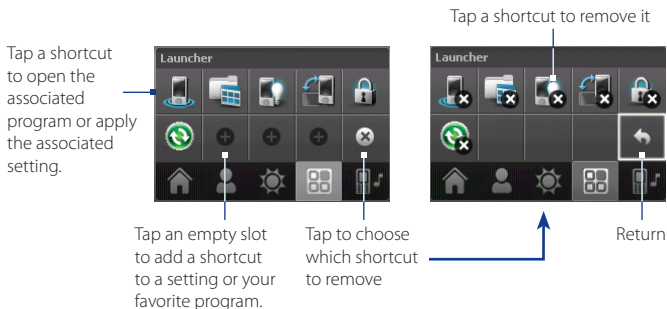 Tap a shortcut to remove it
Tap a shortcut
to open the
associated
program or apply
the associated
setting.
Launcher
Launcher
Tap an empty slot
to add a shortcut
to a setting or your
favorite program.
Tap to choose
which shortcut
to remove
Return